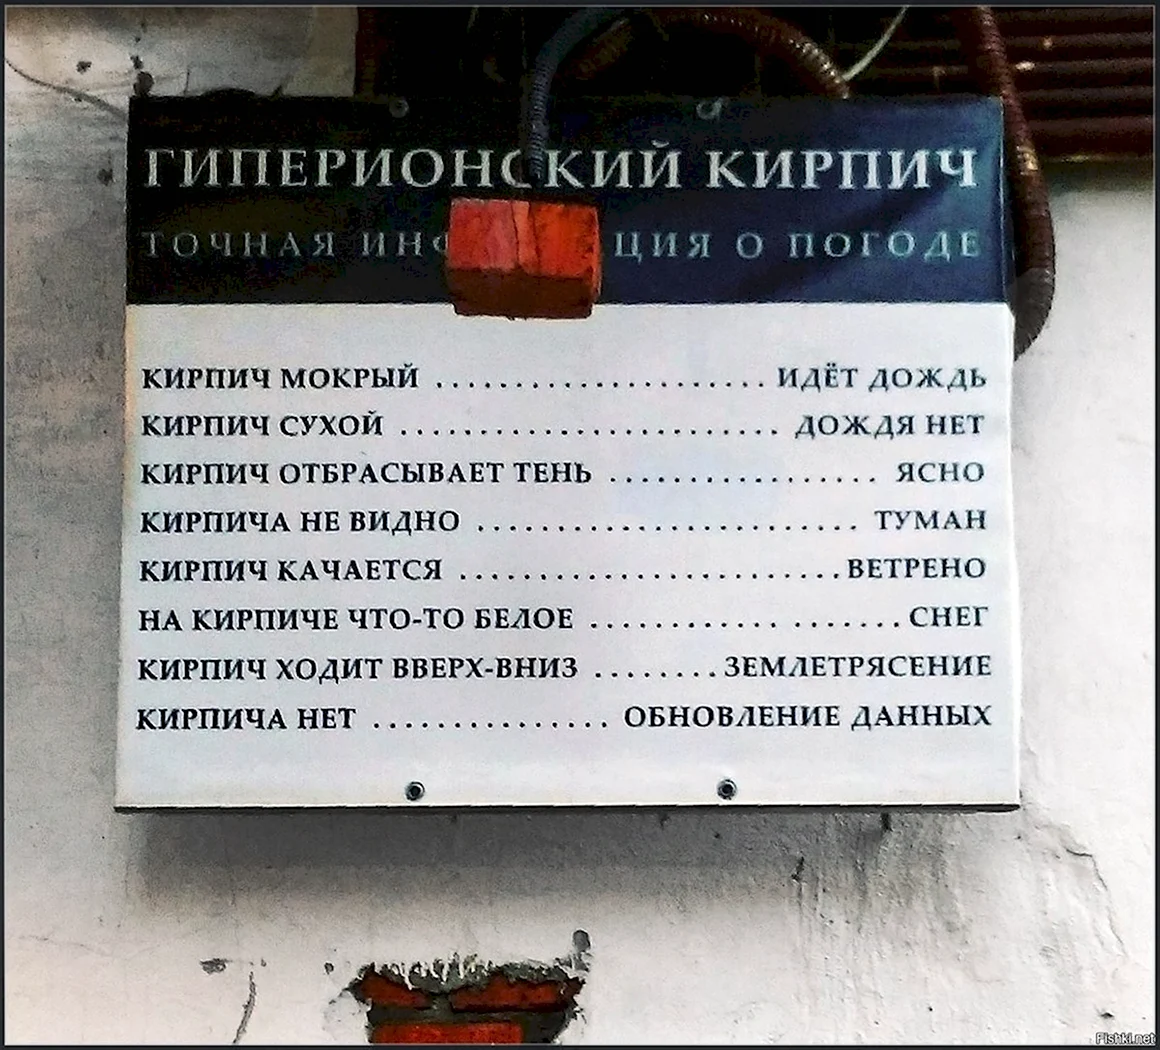 ГИПЕРИОНСКИЙ КИРПИЧ
ТОЧНАЯ О ПОГОДЕ
КИРПИЧ МОКРЫЙ ..................... ИДЁТ ДОЖДЬ
КИРПИЧ СУХОЙ ........................ ДОЖДЯ НЕТ
КИРПИЧ ОТБРАСЫВАЕТ ТЕНЬ ................. ЯСНО
КИРПИЧА НЕ ВИДНО ........................ ТУМАН
КИРПИЧ КАЧАЕТСЯ ........................ ВЕТРЕНО
НА КИРПИЧЕ ЧТО-ТО БЕЛОЕ ................... СНЕГ
КИРПИЧ ХОДИТ ВВЕРХ-ВНИЗ ........ ЗЕМЛЕТРЯСЕНИЕ
КИРПИЧА НЕТ ............... ОБНОВЛЕНИЕ ДАННЫХ
Fishki.net